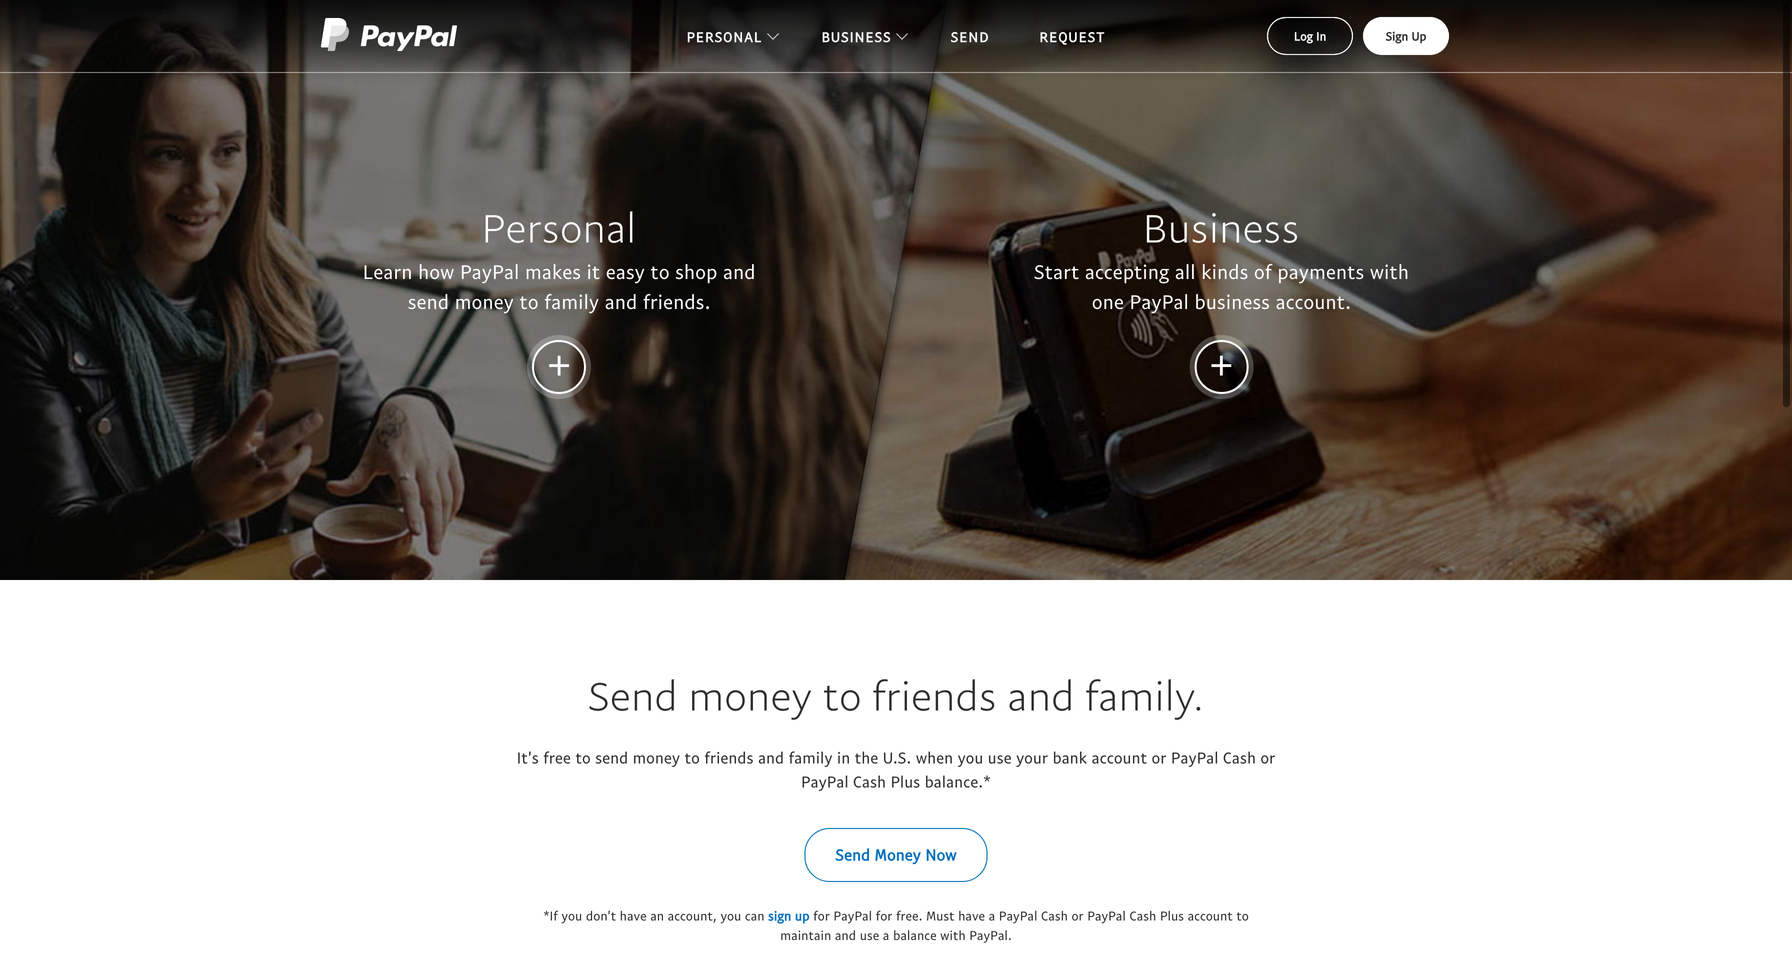 PayPal
PERSONAL
BUSINESS
SEND
REQUEST
Log In
Sign Up
Personal
Learn how PayPal makes it easy to shop and
send money to family and friends.
Business
Start accepting all kinds of payments with
one PayPal business account.
PayPal
Send money to friends and family.
It's free to send money to friends and family in the U.S. when you use your bank account or PayPal Cash or
PayPal Cash Plus balance.*
Send Money Now
*If you don't have an account, you can sign up for PayPal for free. Must have a PayPal Cash or PayPal Cash Plus account to
maintain and use a balance with PayPal.